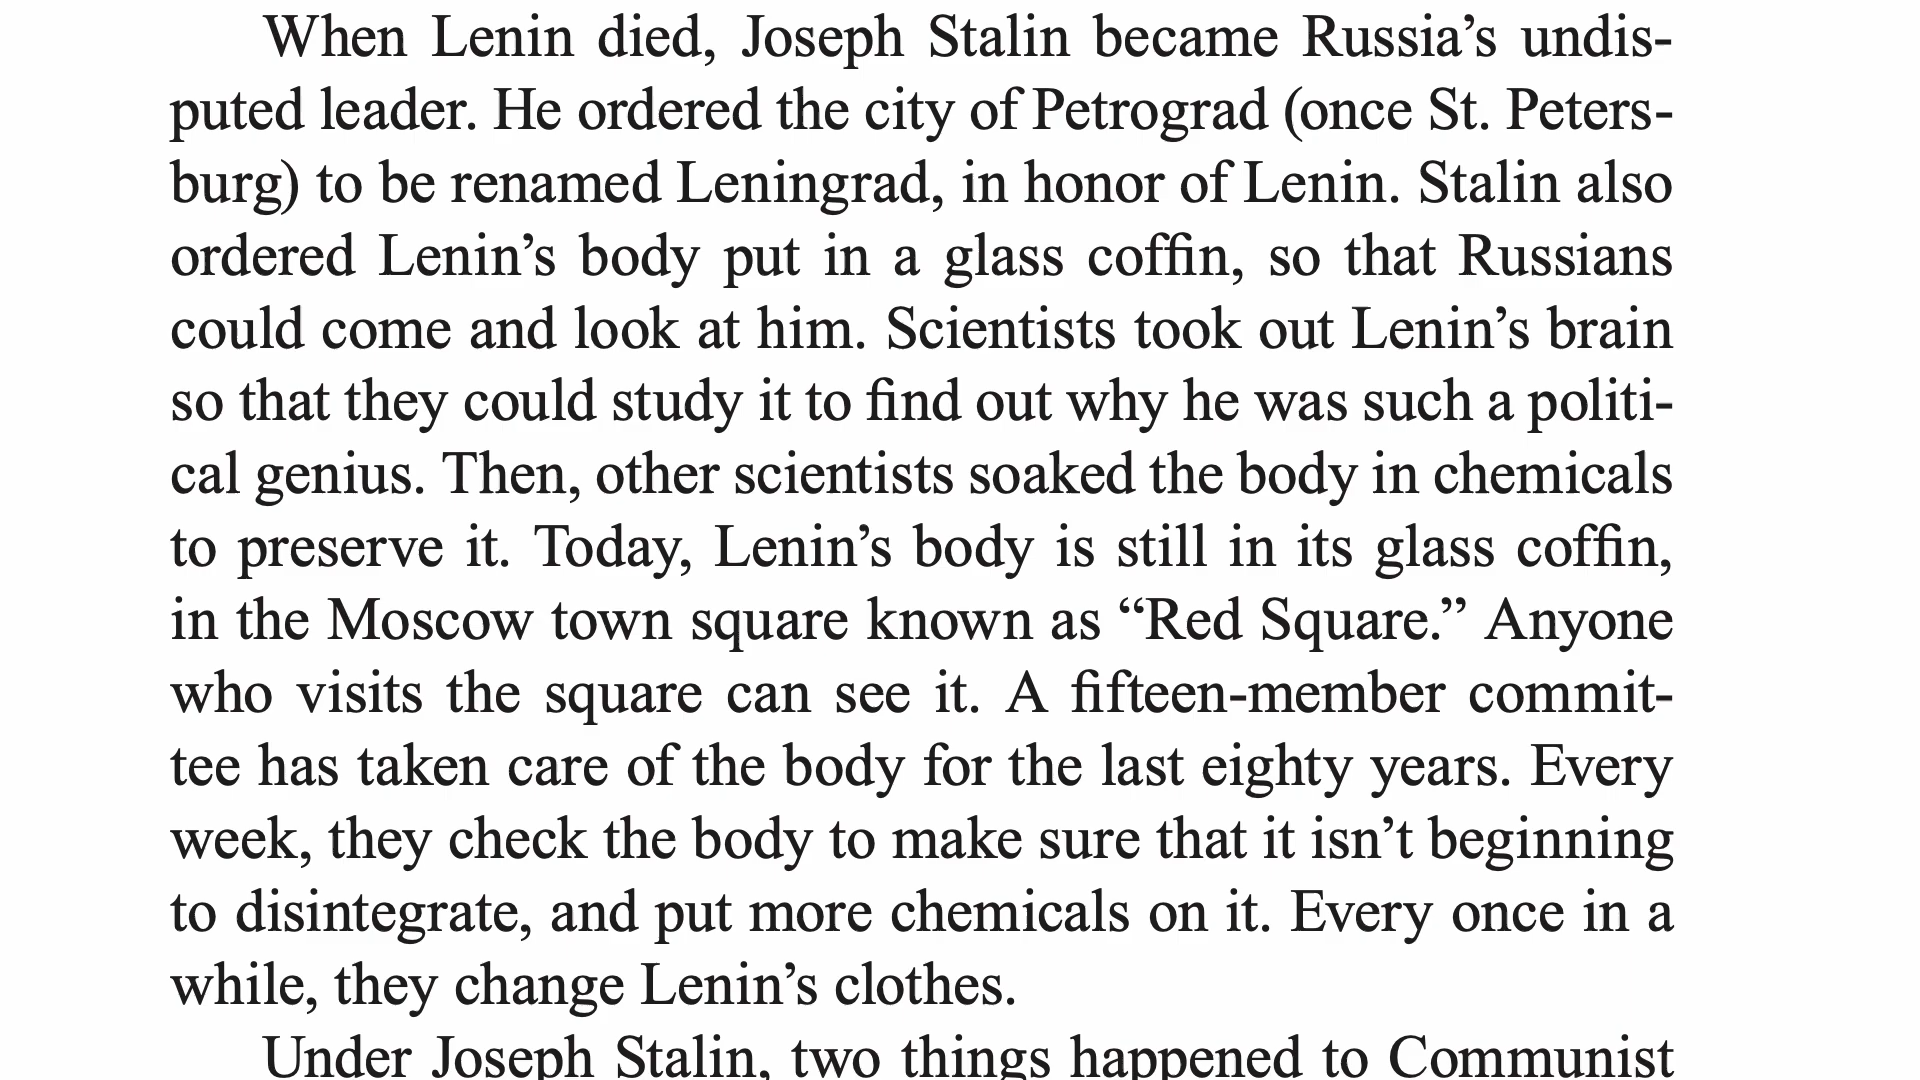 When Lenin died, Joseph Stalin became Russia’s undis-
puted leader. He ordered the city of Petrograd (once St. Peters-
burg) to be renamed Leningrad, in honor of Lenin. Stalin also
ordered Lenin’s body put in a glass coffin, so that Russians
could come and look at him. Scientists took out Lenin’s brain
so that they could study it to find out why he was such a politi-
cal genius. Then, other scientists soaked the body in chemicals
to preserve it. Today, Lenin’s body is still in its glass coffin,
in the Moscow town square known as “Red Square.” Anyone
who visits the square can see it. A fifteen-member commit-
tee has taken care of the body for the last eighty years. Every
week, they check the body to make sure that it isn’t beginning
to disintegrate, and put more chemicals on it. Every once in a
while, they change Lenin’s clothes.
Under Joseph Stalin, two things happened to Communist